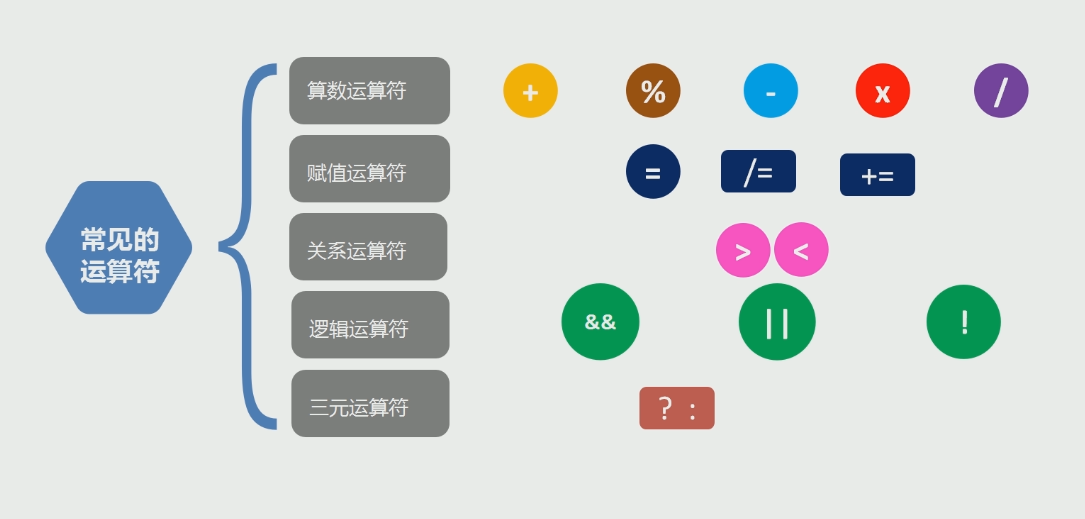 常见的
运算符
算数运算符 + % - x /
赋值运算符 = /= +=
关系运算符 > <
逻辑运算符 && || !
三元运算符 ? :